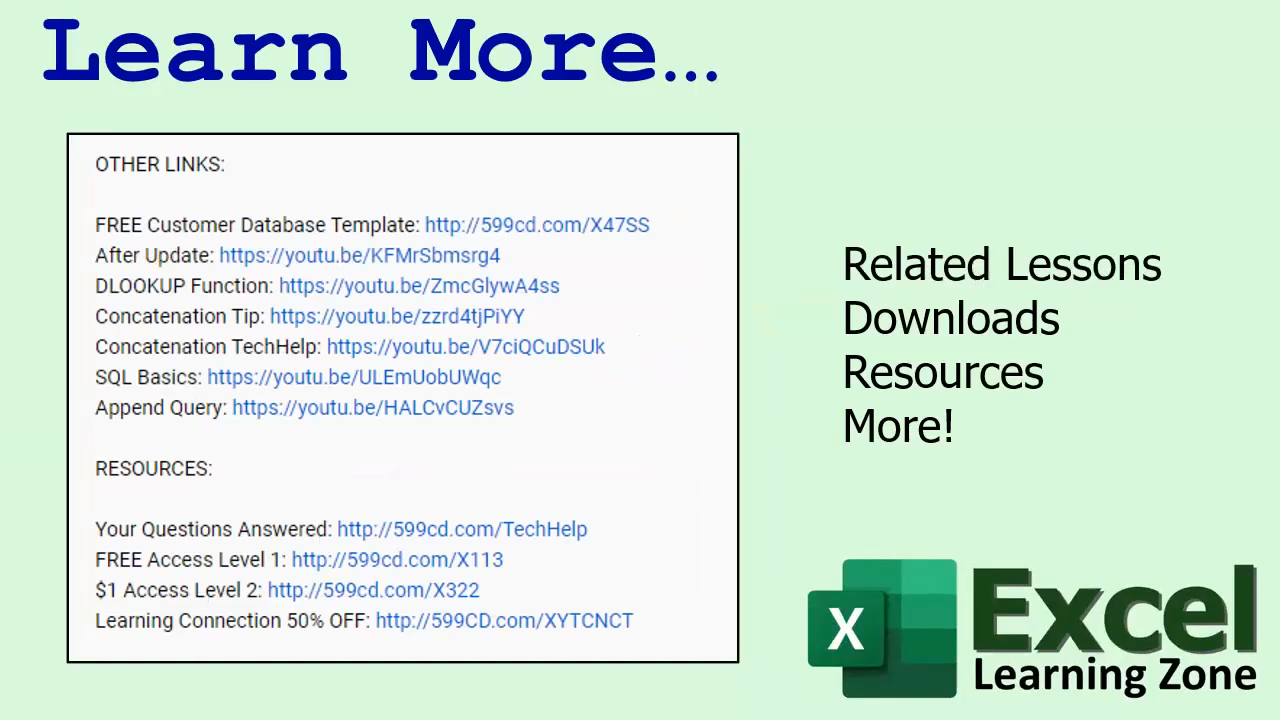 Learn More...
OTHER LINKS:
FREE Customer Database Template: http://599cd.com/X47SS
After Update: https://youtu.be/KFMrSbmsrg4
DLOOKUP Function: https://youtu.be/ZmcGlywA4ss
Concatenation Tip: https://youtu.be/zzrd4tjPiYY
Concatenation TechHelp: https://youtu.be/V7ciQCuDSUk
SQL Basics: https://youtu.be/ULEmUobUWqc
Append Query: https://youtu.be/HALCvCUZsvs
RESOURCES:
Your Questions Answered: http://599cd.com/TechHelp
FREE Access Level 1: http://599cd.com/X113
$1 Access Level 2: http://599cd.com/X322
Learning Connection 50% OFF: http://599CD.com/XYTCNCT
Related Lessons
Downloads
Resources
More!
X
Excel
Learning Zone